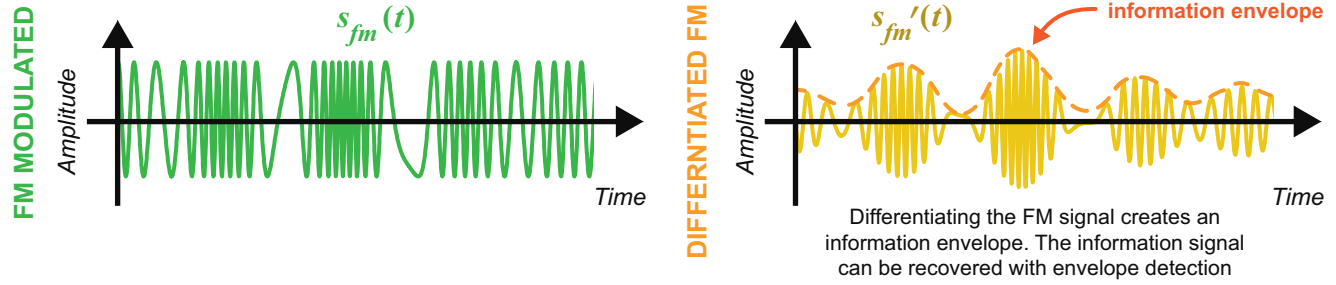 FM MODULATED
s_fm(t)
Amplitude
Time
DIFFERNTIATED FM
s_fm'(t)
information envelope
Amplitude
Time
Differentiating the FM signal creates an
information envelope. The information signal
can be recovered with envelope detection